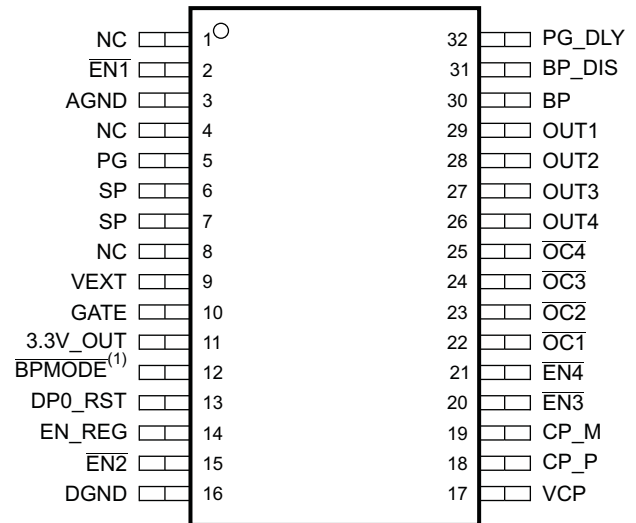 NC 1 32 PG_DLY
EN1 2 31 BP_DIS
AGND 3 30 BP
NC 4 29 OUT1
PG 5 28 OUT2
SP 6 27 OUT3
SP 7 26 OUT4
NC 8 25 OC4
VEXT 9 24 OC3
GATE 10 23 OC2
3.3V_OUT 11 22 OC1
BPMODE(1) 12 21 EN4
DP0_RST 13 20 EN3
EN_REG 14 19 CP_M
EN2 15 18 CP_P
DGND 16 17 VCP